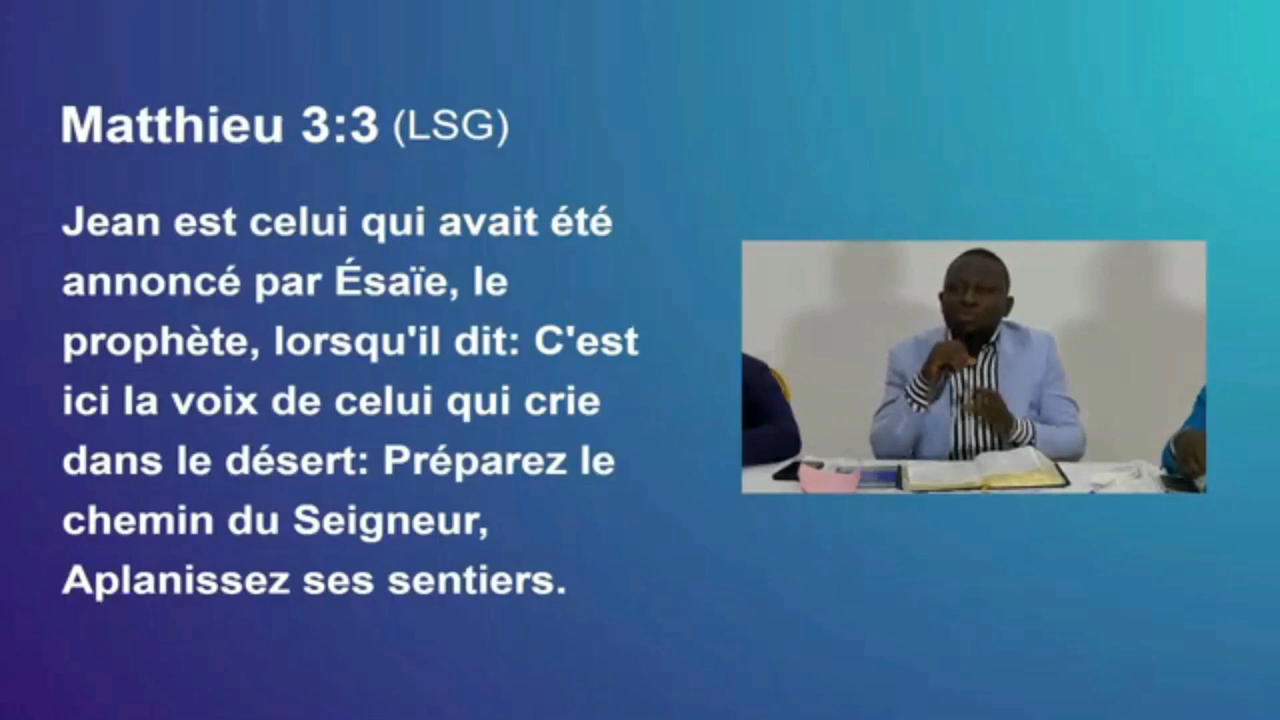 Matthieu 3:3 (LSG)
Jean est celui qui avait été
annoncé par Ésaïe, le
prophète, lorsqu'il dit: C'est
ici la voix de celui qui crie
dans le désert: Préparez le
chemin du Seigneur,
Aplanissez ses sentiers.